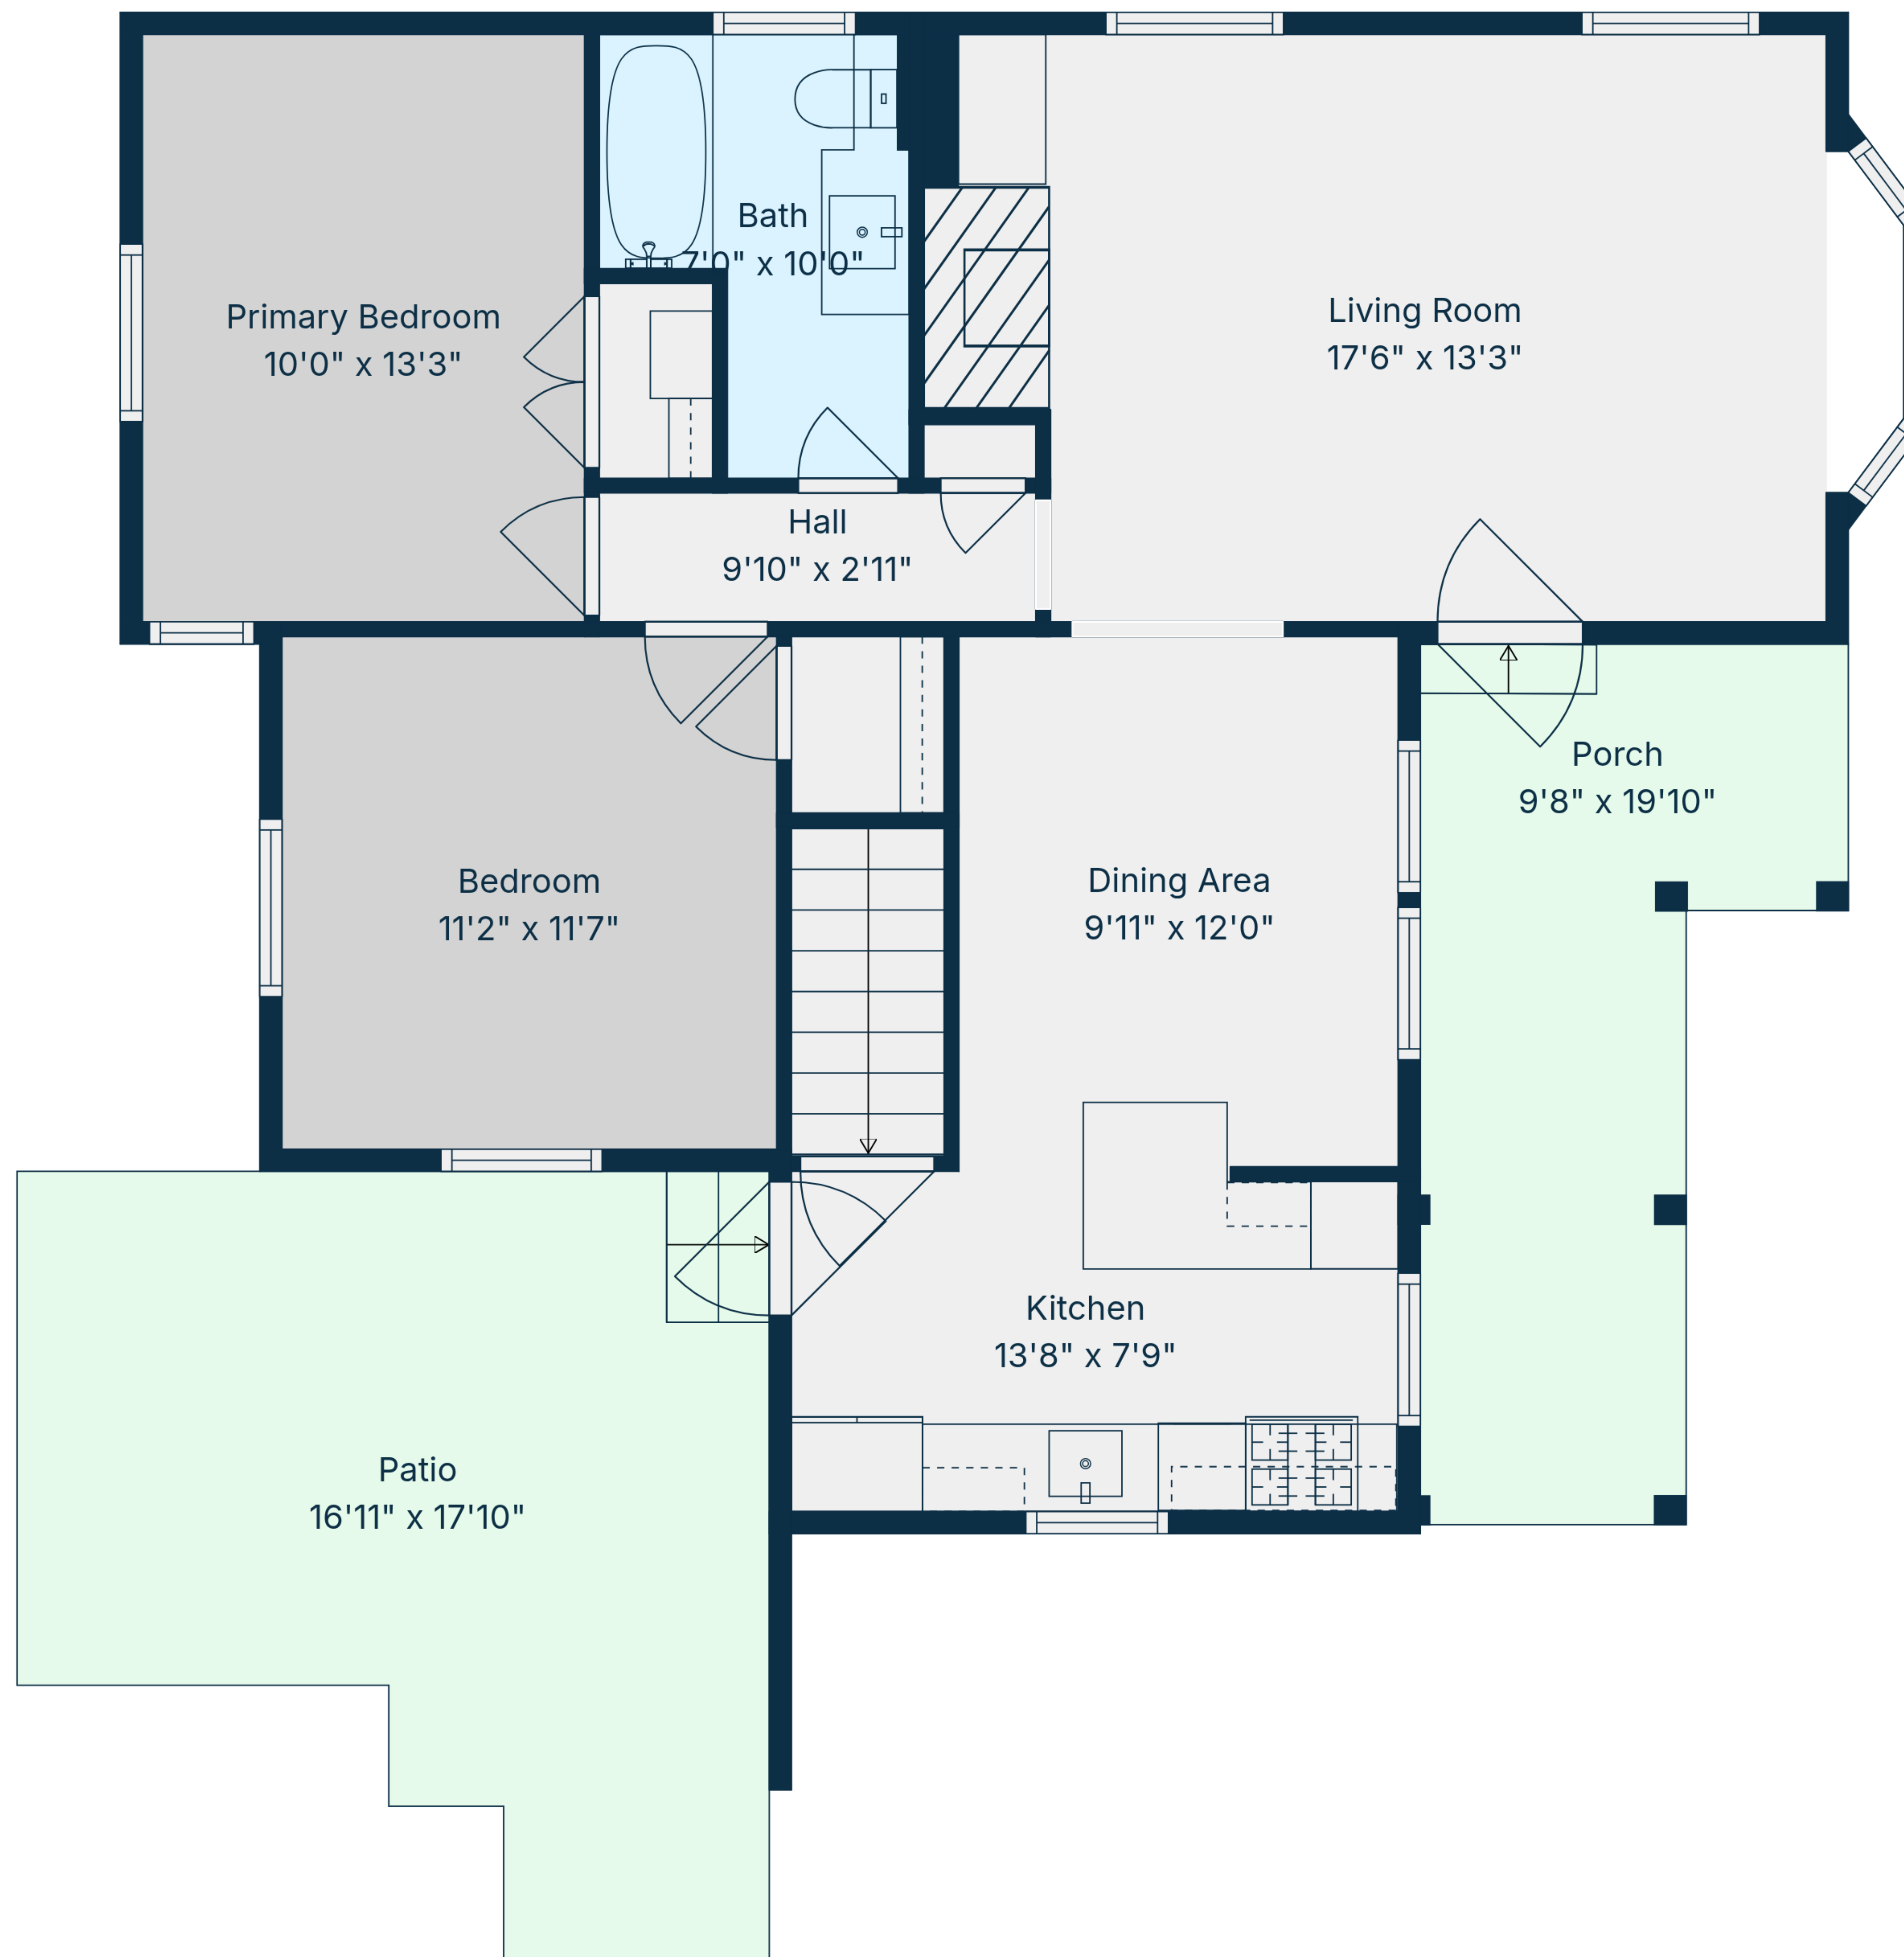 Bath
7'0" x 10'0"
Primary Bedroom
10'0" x 13'3"
Living Room
17'6" x 13'3"
Hall
9'10" x 2'11"
Porch
9'8" x 19'10"
Bedroom
11'2" x 11'7"
Dining Area
9'11" x 12'0"
Kitchen
13'8" x 7'9"
Patio
16'11" x 17'10"